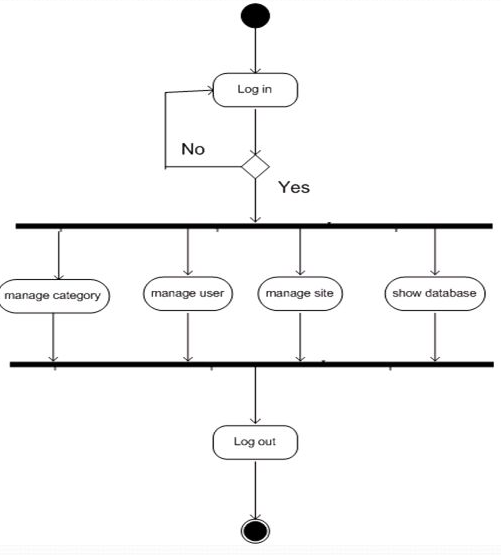 Log in
No
Yes
manage category
manage user
manage site
show database
Log out